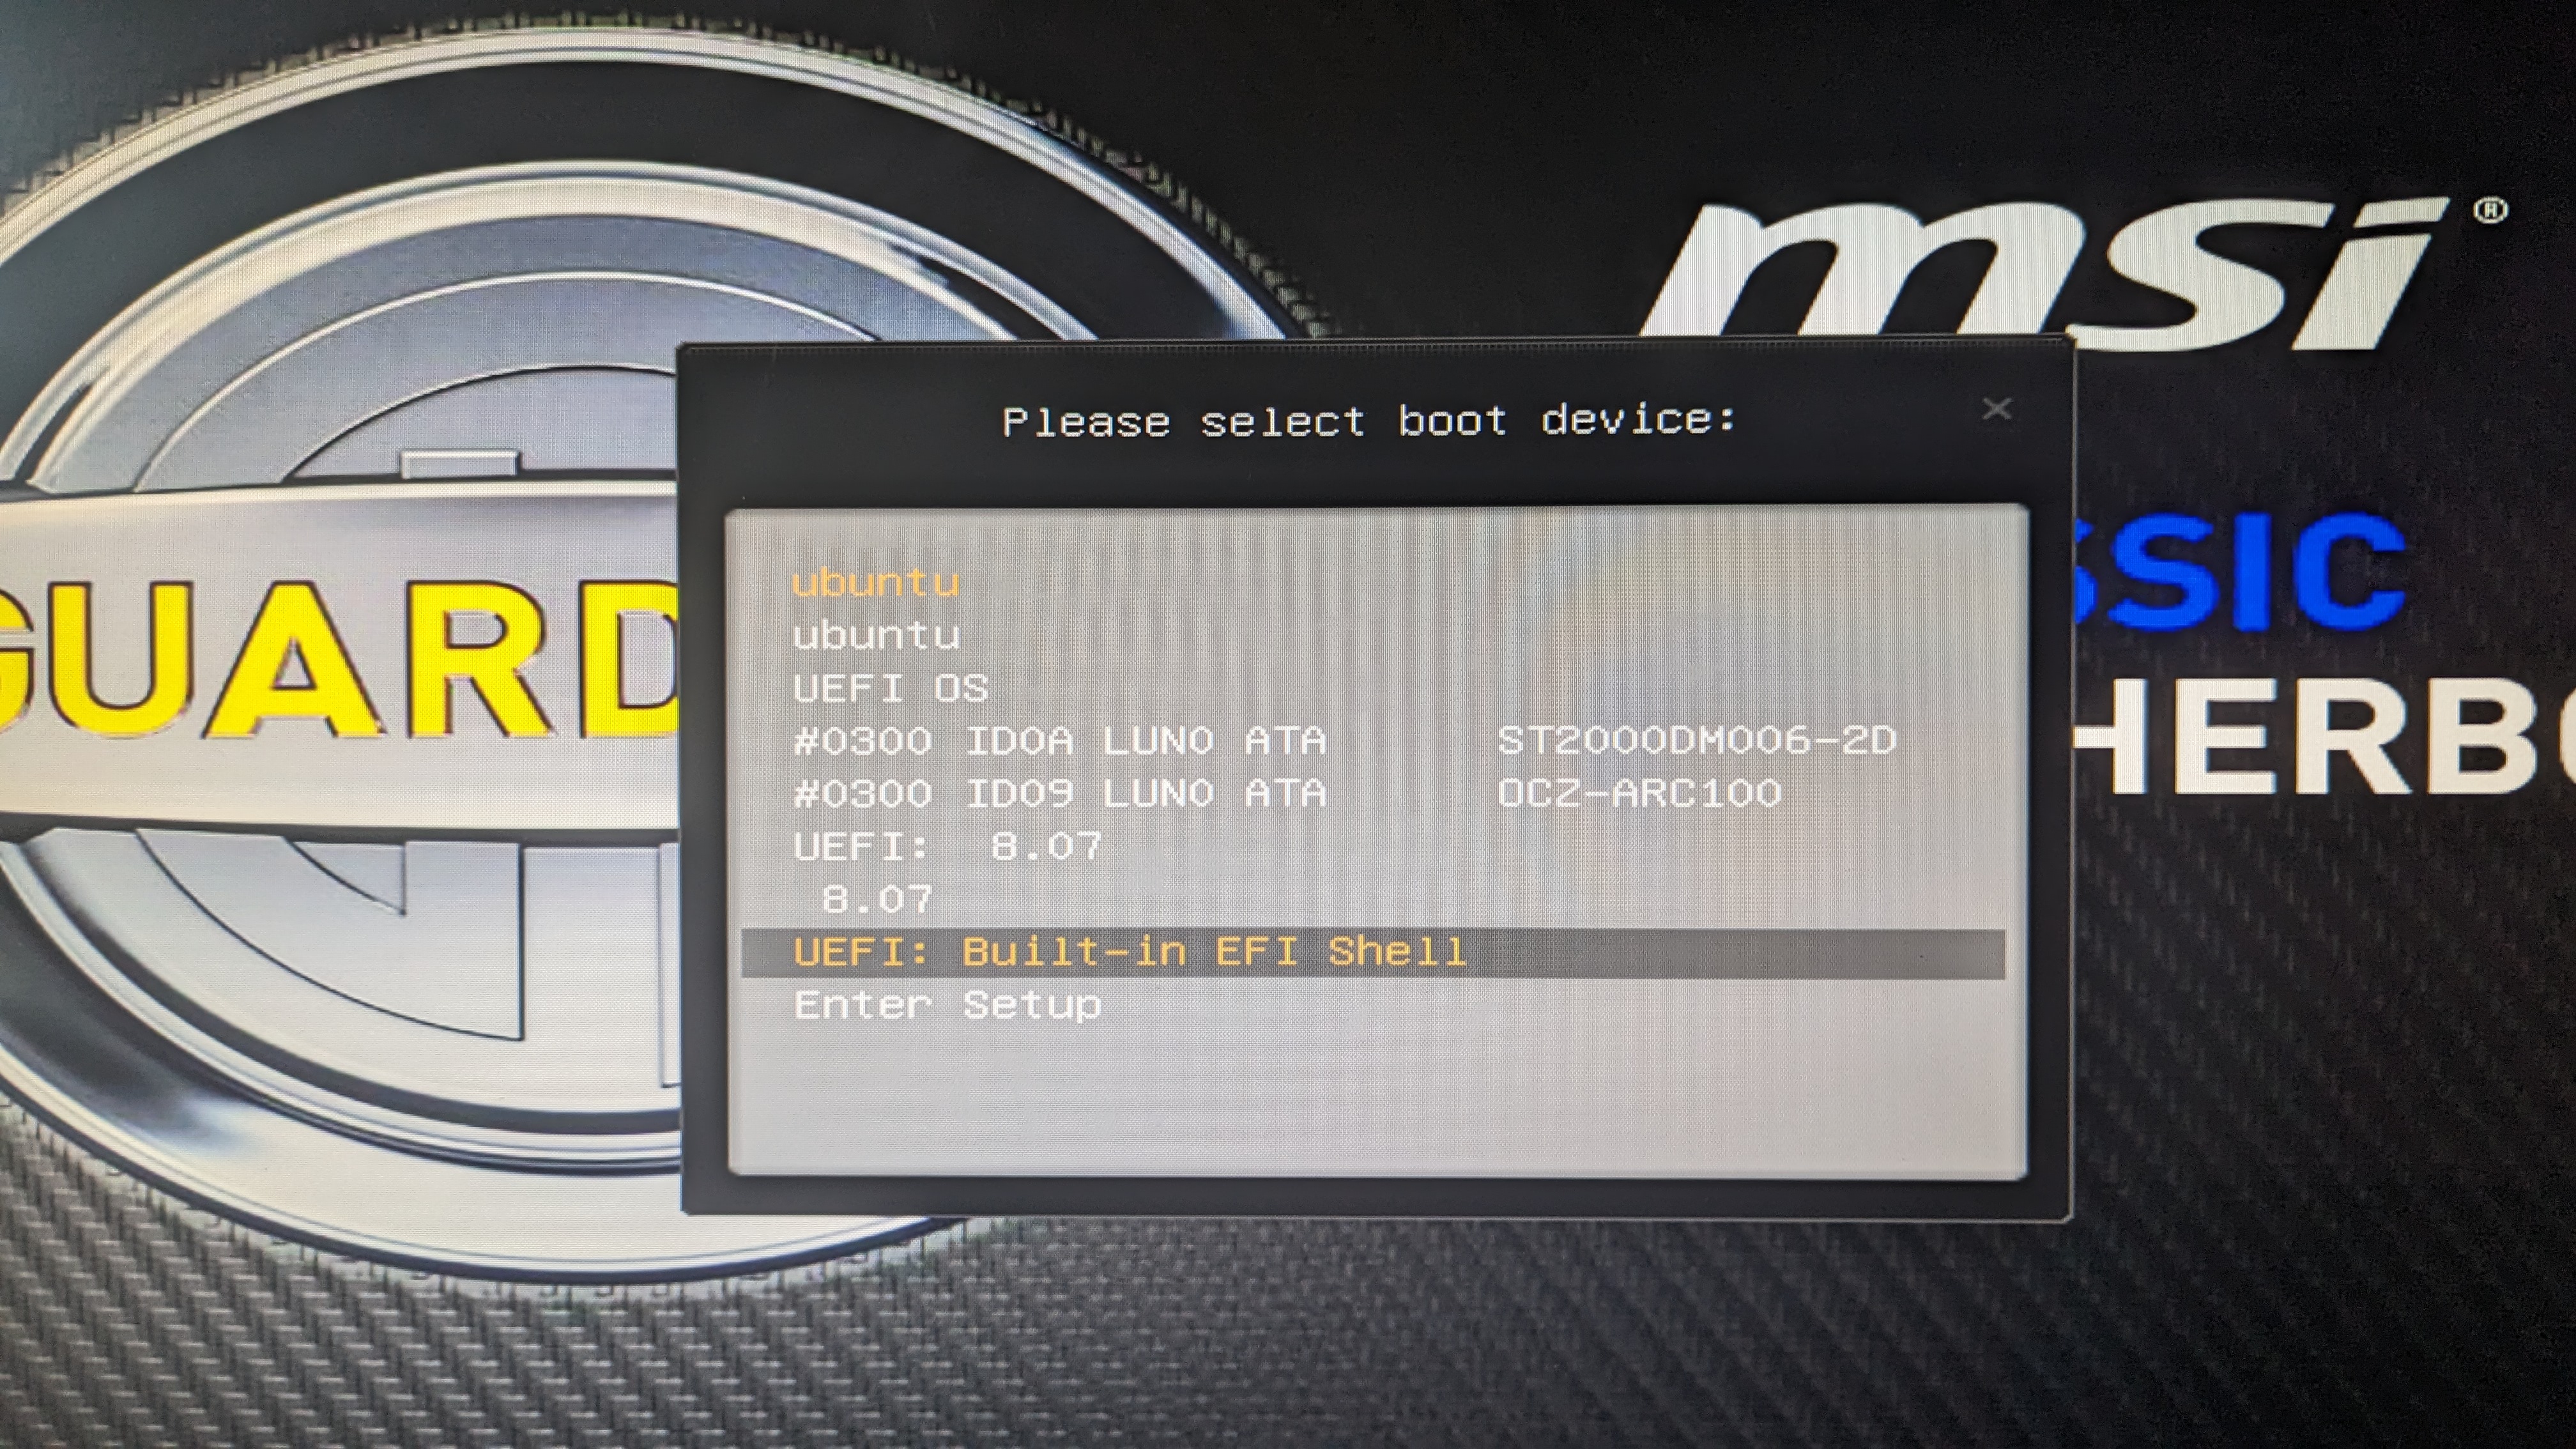 msi®
Please select boot device:
×
GUARD
SSIC
HERB
ubuntu
ubuntu
UEFI OS
#0300 ID0A LUN0 ATA ST2000DM006-2D
#0300 ID09 LUN0 ATA OCZ-ARC100
UEFI: 8.07
8.07
UEFI: Built-in EFI Shell
Enter Setup